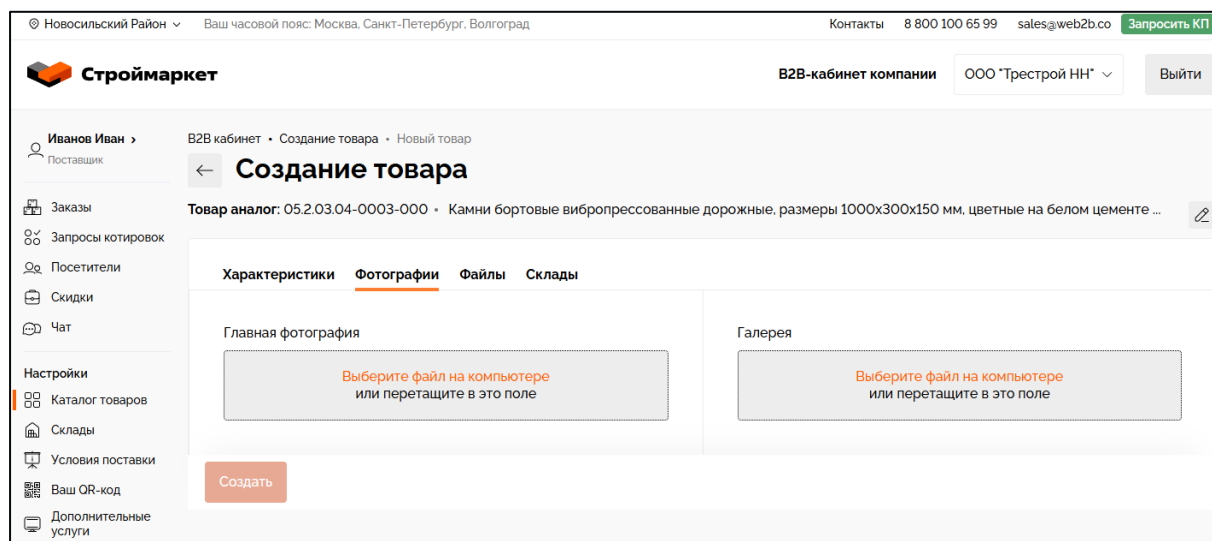 Новосильский Район
Ваш часовой пояс: Москва, Санкт-Петербург, Волгоград
Контакты
8 800 100 65 99
sales@web2b.co
Запросить КП
Строймаркет
B2B-кабинет компании
ООО "Трестрой НН"
Выйти
Иванов Иван
Поставщик
Заказы
Запросы котировок
Посетители
Скидки
Чат
Настройки
Каталог товаров
Склады
Условия поставки
Ваш QR-код
Дополнительные
услуги
B2B кабинет • Создание товара • Новый товар
Создание товара
Товар аналог: 05.2.03.04-0003-000 • Камни бортовые вибропрессованные дорожные, размеры 1000х300х150 мм, цветные на белом цементе ...
Характеристики Фотографии Файлы Склады
Главная фотография
Выберите файл на компьютере
или перетащите в это поле
Галерея
Выберите файл на компьютере
или перетащите в это поле
Создать